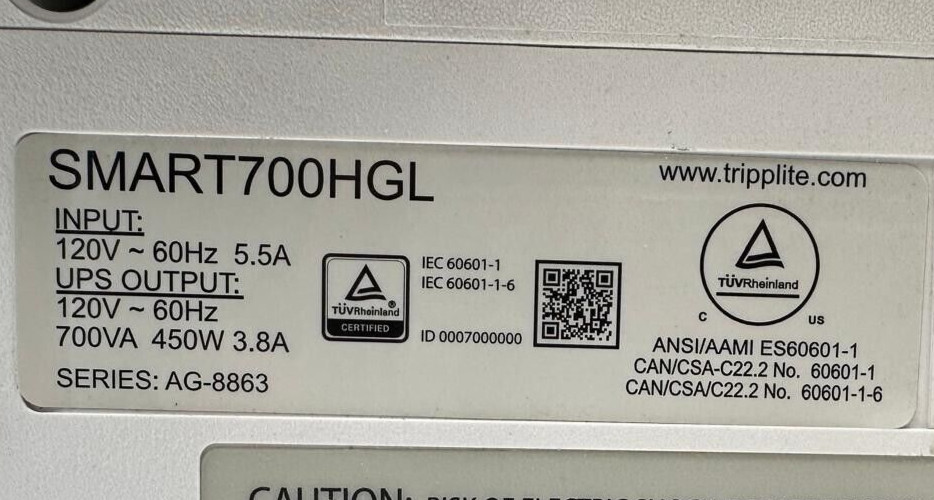 SMART700HGL
www.tripplite.com
INPUT:
120V ~ 60Hz 5.5A
UPS OUTPUT:
120V ~ 60Hz
700VA 450W 3.8A
SERIES: AG-8863
TÜVRheinland®
CERTIFIED
IEC 60601-1
IEC 60601-1-6
ID 0007000000
TÜVRheinland
C US
ANSI/AAMI ES60601-1
CAN/CSA-C22.2 No. 60601-1
CAN/CSA/C22.2 No. 60601-1-6
CAUTION: RISK OF